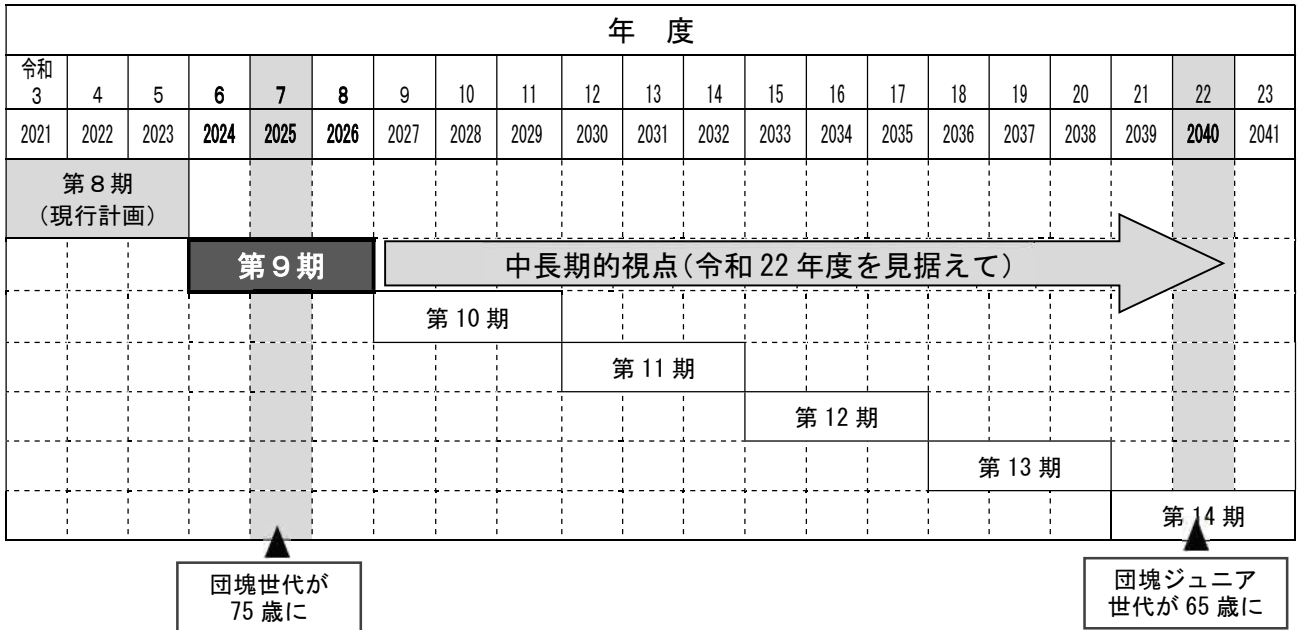 年 度
令和
3 4 5 6 7 8 9 10 11 12 13 14 15 16 17 18 19 20 21 22 23
2021 2022 2023 2024 2025 2026 2027 2028 2029 2030 2031 2032 2033 2034 2035 2036 2037 2038 2039 2040 2041
第8期
(現行計画)
第9期 中長期的視点(令和 22 年度を見据えて)
第 10 期
第 11 期
第 12 期
第 13 期
第 14 期
団塊世代が
75 歳に
団塊ジュニア
世代が 65 歳に